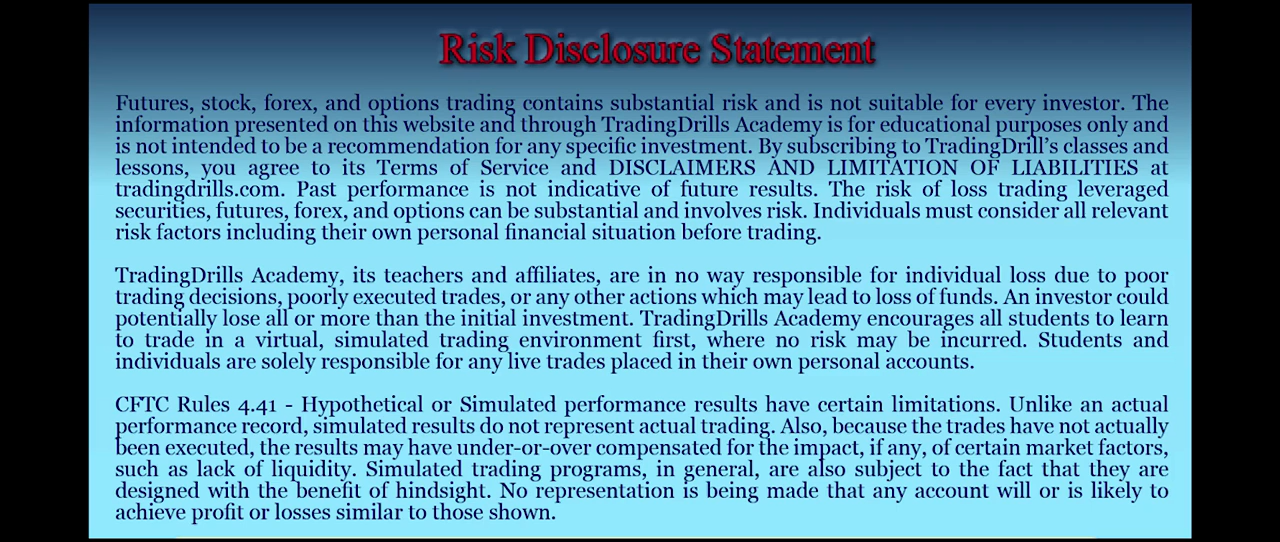 Risk Disclosure Statement
Futures, stock, forex, and options trading contains substantial risk and is not suitable for every investor. The
information presented on this website and through TradingDrills Academy is for educational purposes only and
is not intended to be a recommendation for any specific investment. By subscribing to TradingDrill's classes and
lessons, you agree to its Terms of Service and DISCLAIMERS AND LIMITATION OF LIABILITIES at
tradingdrills.com. Past performance is not indicative of future results. The risk of loss trading leveraged
securities, futures, forex, and options can be substantial and involves risk. Individuals must consider all relevant
risk factors including their own personal financial situation before trading.
TradingDrills Academy, its teachers and affiliates, are in no way responsible for individual loss due to poor
trading decisions, poorly executed trades, or any other actions which may lead to loss of funds. An investor could
potentially lose all or more than the initial investment. TradingDrills Academy encourages all students to learn
to trade in a virtual, simulated trading environment first, where no risk may be incurred. Students and
individuals are solely responsible for any live trades placed in their own personal accounts.
CFTC Rules 4.41 - Hypothetical or Simulated performance results have certain limitations. Unlike an actual
performance record, simulated results do not represent actual trading. Also, because the trades have not actually
been executed, the results may have under-or-over compensated for the impact, if any, of certain market factors,
such as lack of liquidity. Simulated trading programs, in general, are also subject to the fact that they are
designed with the benefit of hindsight. No representation is being made that any account will or is likely to
achieve profit or losses similar to those shown.